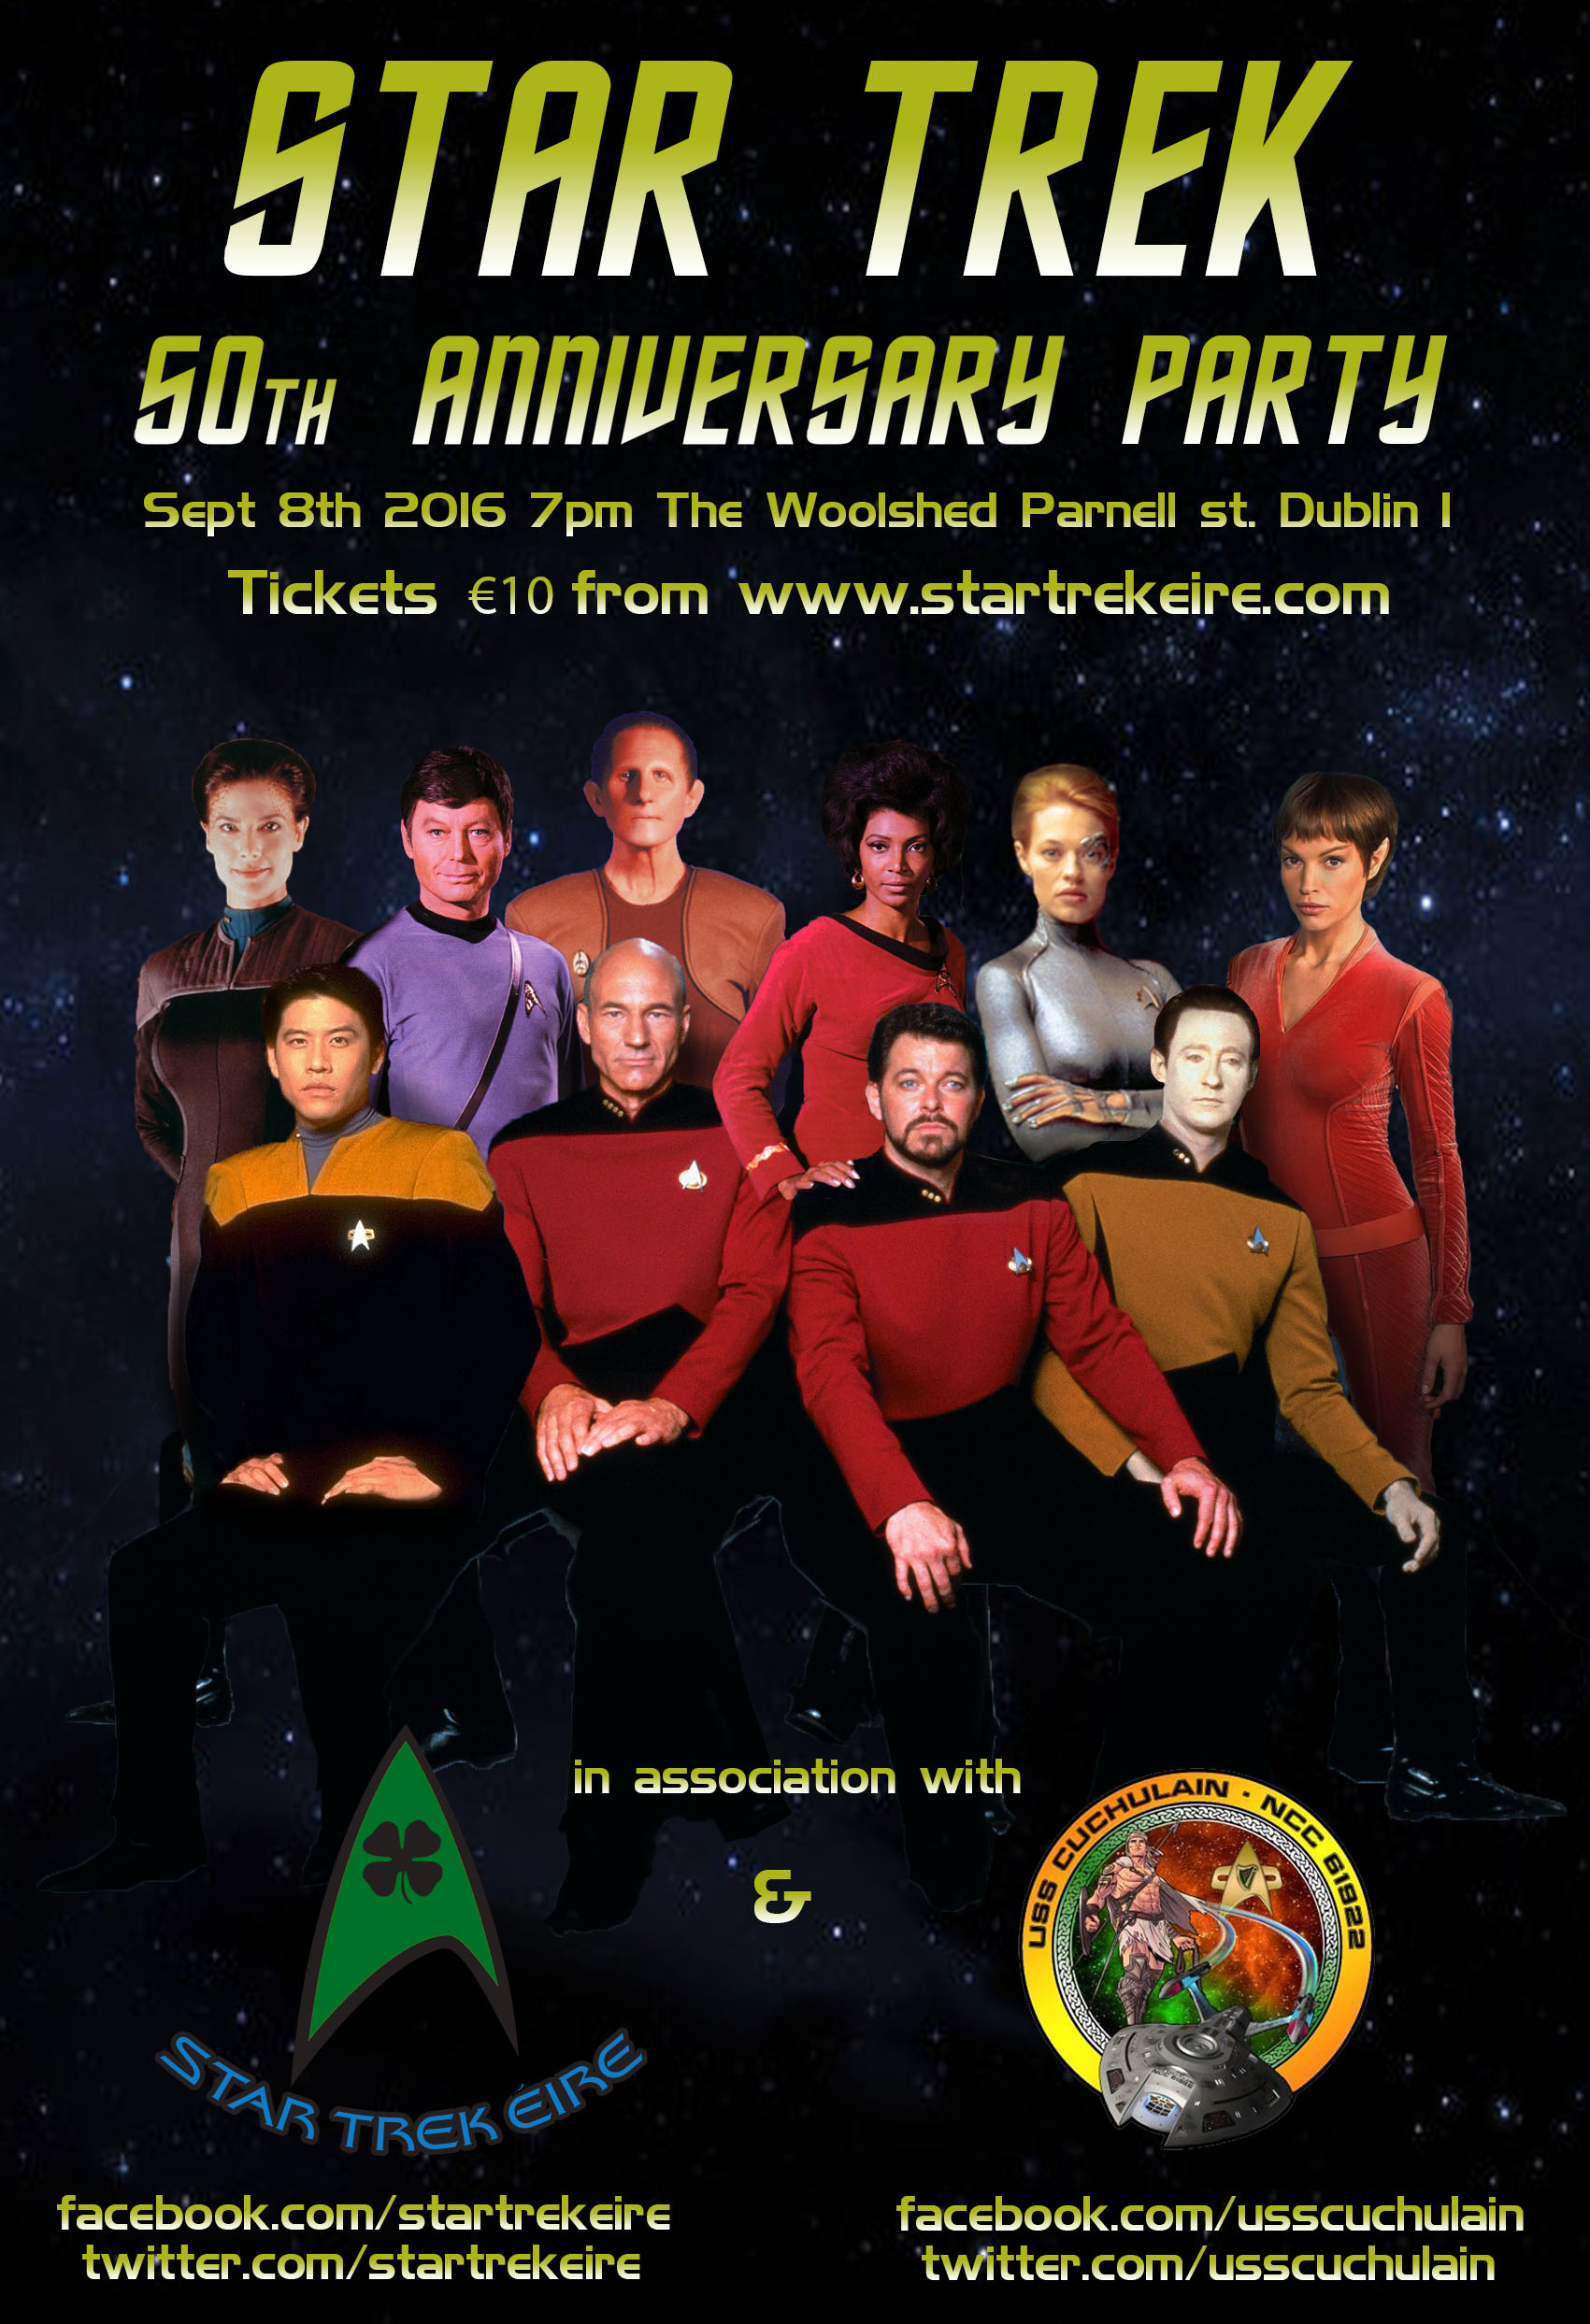 STAR TREK
50TH ANNIVERSARY PARTY
Sept 8th 2016 7pm The Woolshed Parnell st. Dublin 1
Tickets €10 from www.startrekeire.com
in association with
&
USS CUCHULAIN · NCC 61922
STAR TREK ÉIRE
facebook.com/startrekeire
twitter.com/startrekeire
facebook.com/usscuchulain
twitter.com/usscuchulain